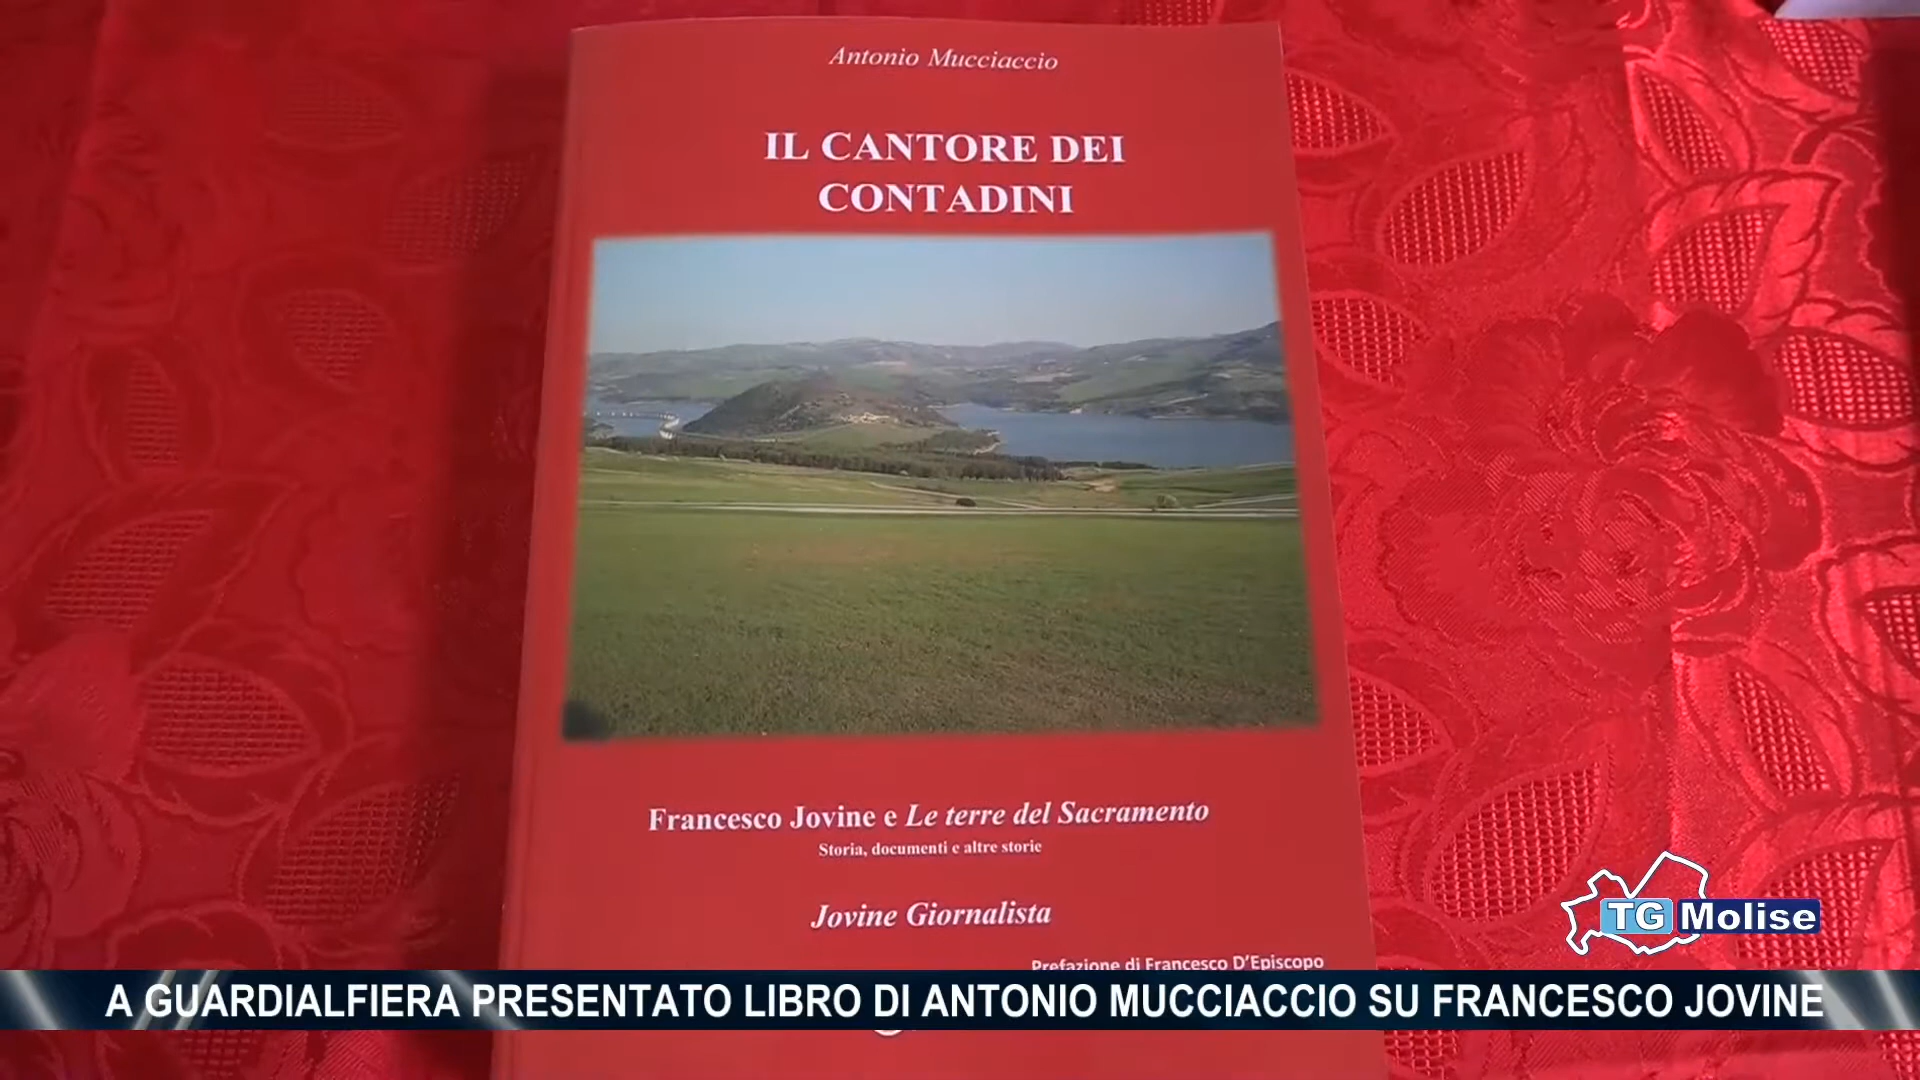 Antonio Mucciaccio
IL CANTORE DEI
CONTADINI
Francesco Jovine e Le terre del Sacramento
Storia, documenti e altre storie
Jovine Giornalista
Prefazione di Francesco D'Episcopo
TG Molise
A GUARDIALFIERA PRESENTATO LIBRO DI ANTONIO MUCCIACCIO SU FRANCESCO JOVINE